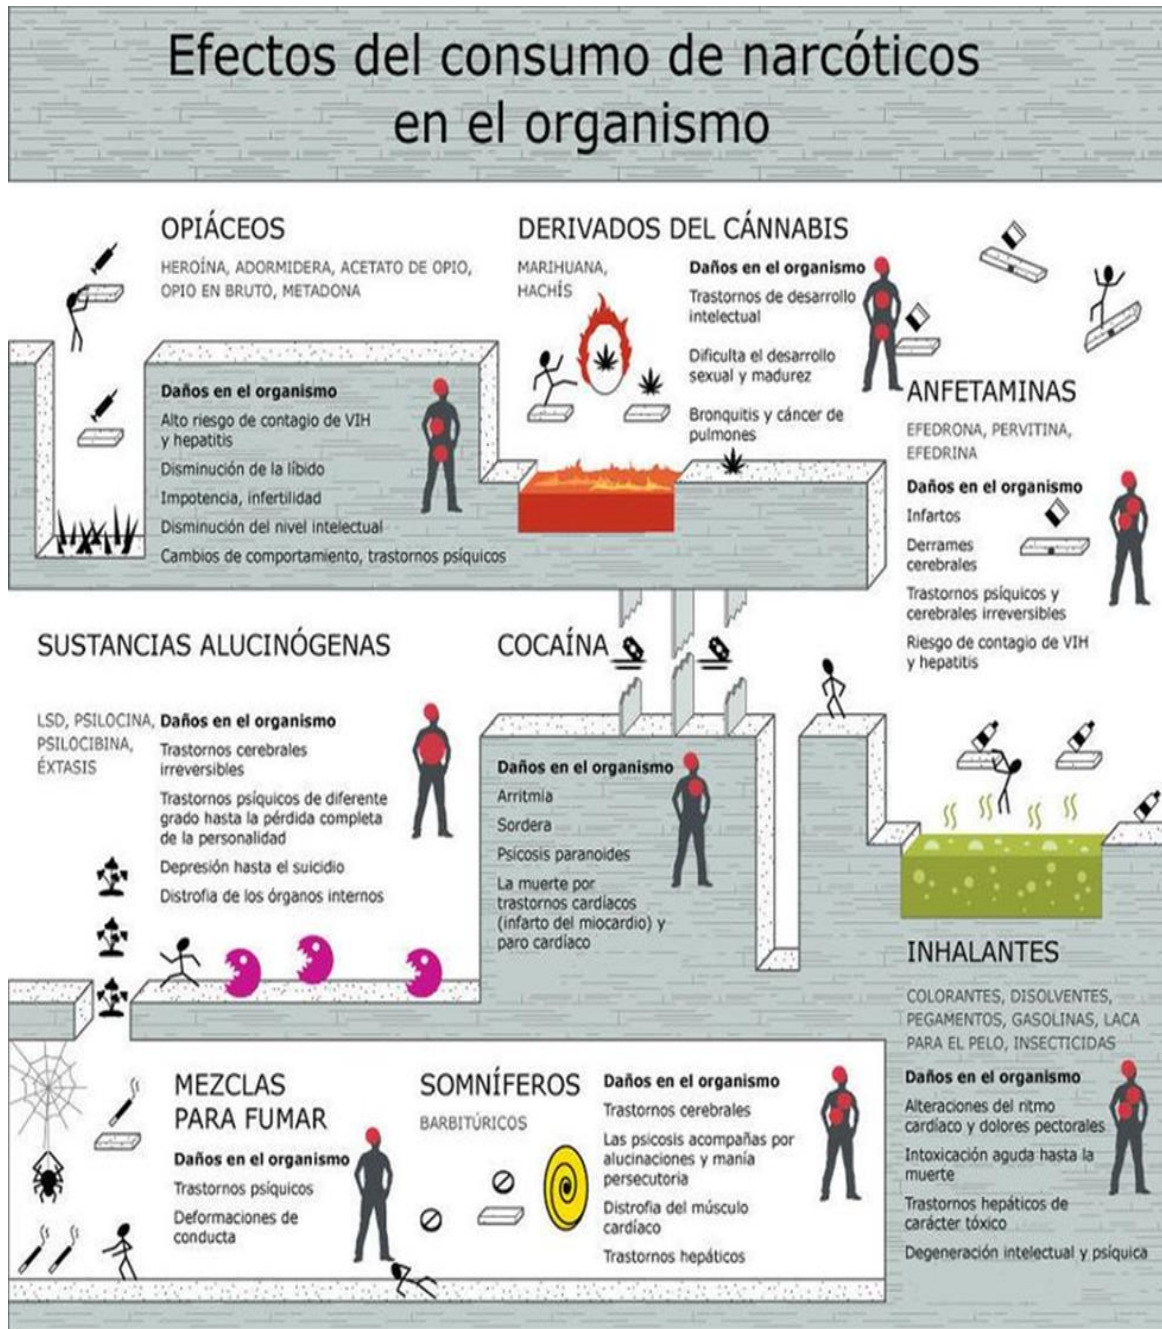 Efectos del consumo de narcóticos
en el organismo
OPIÁCEOS
HEROÍNA, ADORMIDERA, ACETATO DE OPIO,
OPIO EN BRUTO, METADONA
Daños en el organismo
Alto riesgo de contagio de VIH
y hepatitis
Disminución de la líbido
Impotencia, infertilidad
Disminución del nivel intelectual
Cambios de comportamiento, trastornos psíquicos
DERIVADOS DEL CÁNNABIS
MARIHUANA,
HACHÍS
Daños en el organismo
Trastornos de desarrollo
intelectual
Dificulta el desarrollo
sexual y madurez
Bronquitis y cáncer de
pulmones
ANFETAMINAS
EFEDRONA, PERVITINA,
EFEDRINA
Daños en el organismo
Infartos
Derrames
cerebrales
Trastornos psíquicos y
cerebrales irreversibles
Riesgo de contagio de VIH
y hepatitis
SUSTANCIAS ALUCINÓGENAS
LSD, PSILOCINA,
PSILOCIBINA,
ÉXTASIS
Daños en el organismo
Trastornos cerebrales
irreversibles
Trastornos psíquicos de diferente
grado hasta la pérdida completa
de la personalidad
Depresión hasta el suicidio
Distrofia de los órganos internos
COCAÍNA
Daños en el organismo
Arritmia
Sordera
Psicosis paranoides
La muerte por
trastornos cardíacos
(infarto del miocardio) y
paro cardíaco
INHALANTES
COLORANTES, DISOLVENTES,
PEGAMENTOS, GASOLINAS, LACA
PARA EL PELO, INSECTICIDAS
Daños en el organismo
Alteraciones del ritmo
cardíaco y dolores pectorales
Intoxicación aguda hasta la
muerte
Trastornos hepáticos de
carácter tóxico
Degeneración intelectual y psíquica
MEZCLAS
PARA FUMAR
Daños en el organismo
Trastornos psíquicos
Deformaciones de
conducta
SOMNÍFEROS
BARBITÚRICOS
Daños en el organismo
Trastornos cerebrales
Las psicosis acompañas por
alucinaciones y manía
persecutoria
Distrofia del músculo
cardíaco
Trastornos hepáticos